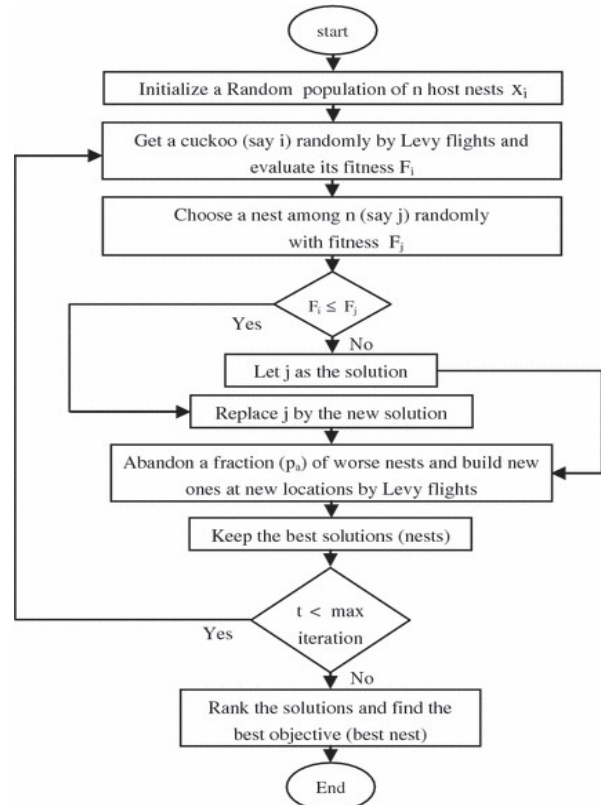 start
Initialize a Random population of n host nests xᵢ
Get a cuckoo (say i) randomly by Levy flights and
evaluate its fitness Fᵢ
Choose a nest among n (say j) randomly
with fitness Fⱼ
Fᵢ ≤ Fⱼ
Yes
No
Let j as the solution
Replace j by the new solution
Abandon a fraction (pₐ) of worse nests and build new
ones at new locations by Levy flights
Keep the best solutions (nests)
t < max
iteration
Yes
No
Rank the solutions and find the
best objective (best nest)
End